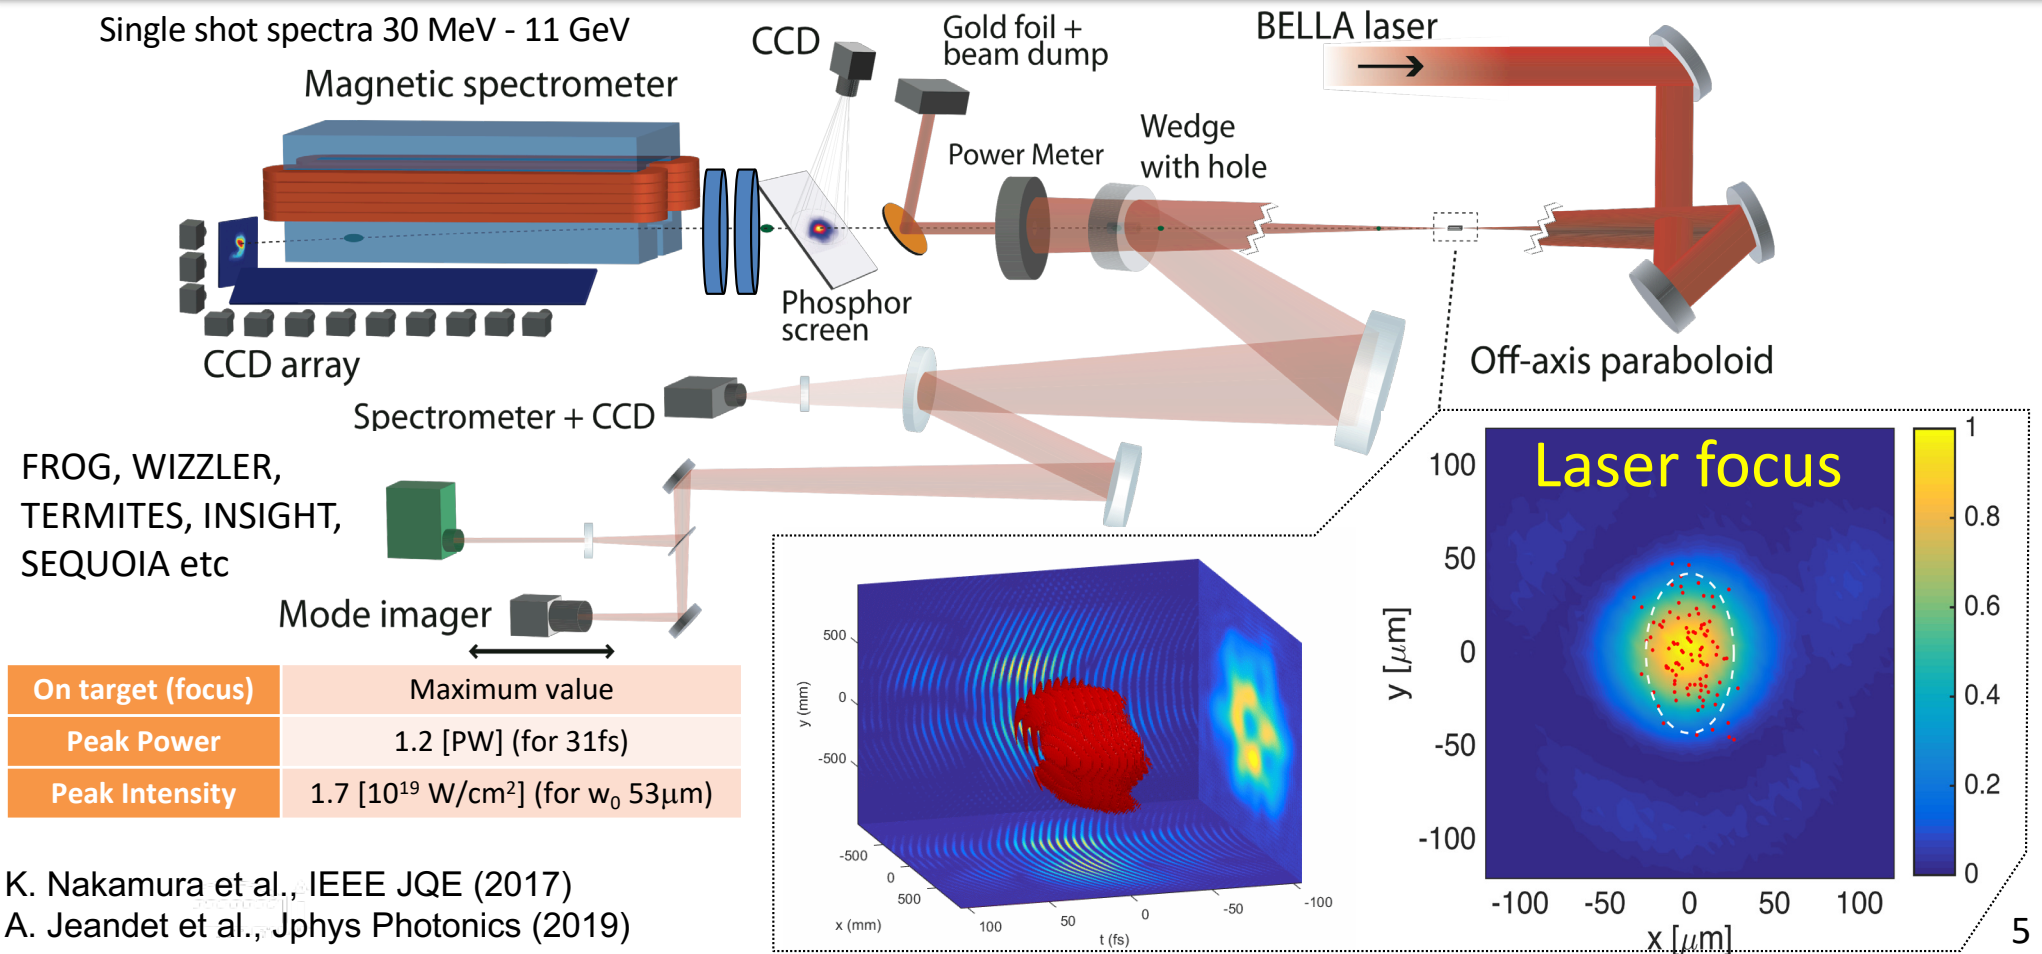 Single shot spectra 30 MeV - 11 GeV
Magnetic spectrometer
CCD
Gold foil +
beam dump
BELLA laser
Power Meter
Wedge
with hole
Phosphor
screen
CCD array
Off-axis paraboloid
Spectrometer + CCD
FROG, WIZZLER,
TERMITES, INSIGHT,
SEQUOIA etc
Mode imager
On target (focus) Maximum value
Peak Power 1.2 [PW] (for 31fs)
Peak Intensity 1.7 [10¹⁹ W/cm²] (for w₀ 53μm)
K. Nakamura et al., IEEE JQE (2017)
A. Jeandet et al., Jphys Photonics (2019)
500
0
-500
y (mm)
-500
0
500
x (mm)
100
50
0
-50
-100
t (fs)
Laser focus
100
50
0
-50
-100
y [μm]
-100 -50 0 50 100
x [μm]
1
0.8
0.6
0.4
0.2
0
5